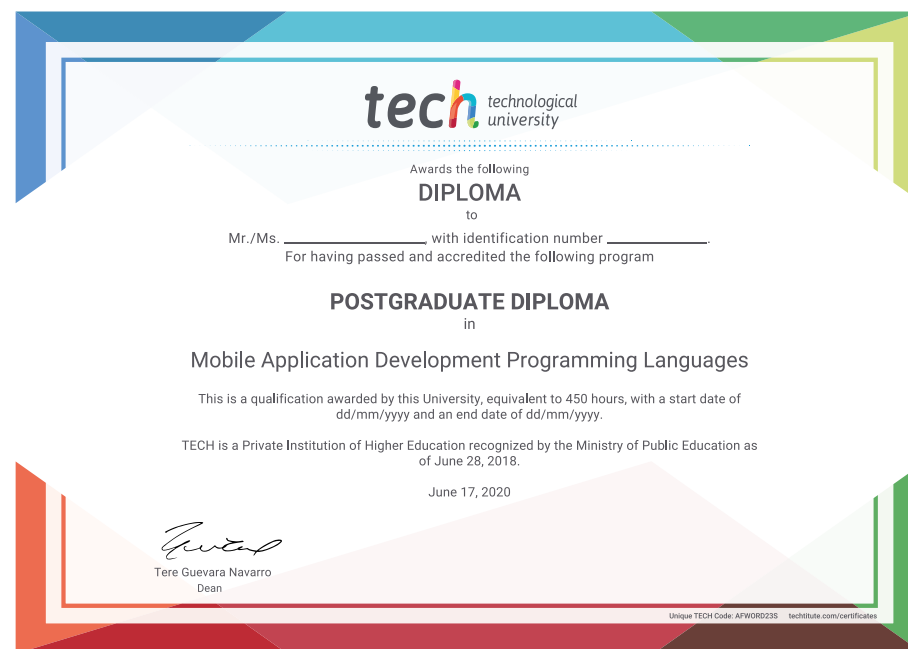 tech technological
university
Awards the following
DIPLOMA
to
Mr./Ms. ____________, with identification number ____________.
For having passed and accredited the following program
POSTGRADUATE DIPLOMA
in
Mobile Application Development Programming Languages
This is a qualification awarded by this University, equivalent to 450 hours, with a start date of
dd/mm/yyyy and an end date of dd/mm/yyyy.
TECH is a Private Institution of Higher Education recognized by the Ministry of Public Education as
of June 28, 2018.
June 17, 2020
Tere Guevara Navarro
Dean
Unique TECH Code: AFWORD23S techtitute.com/certificates